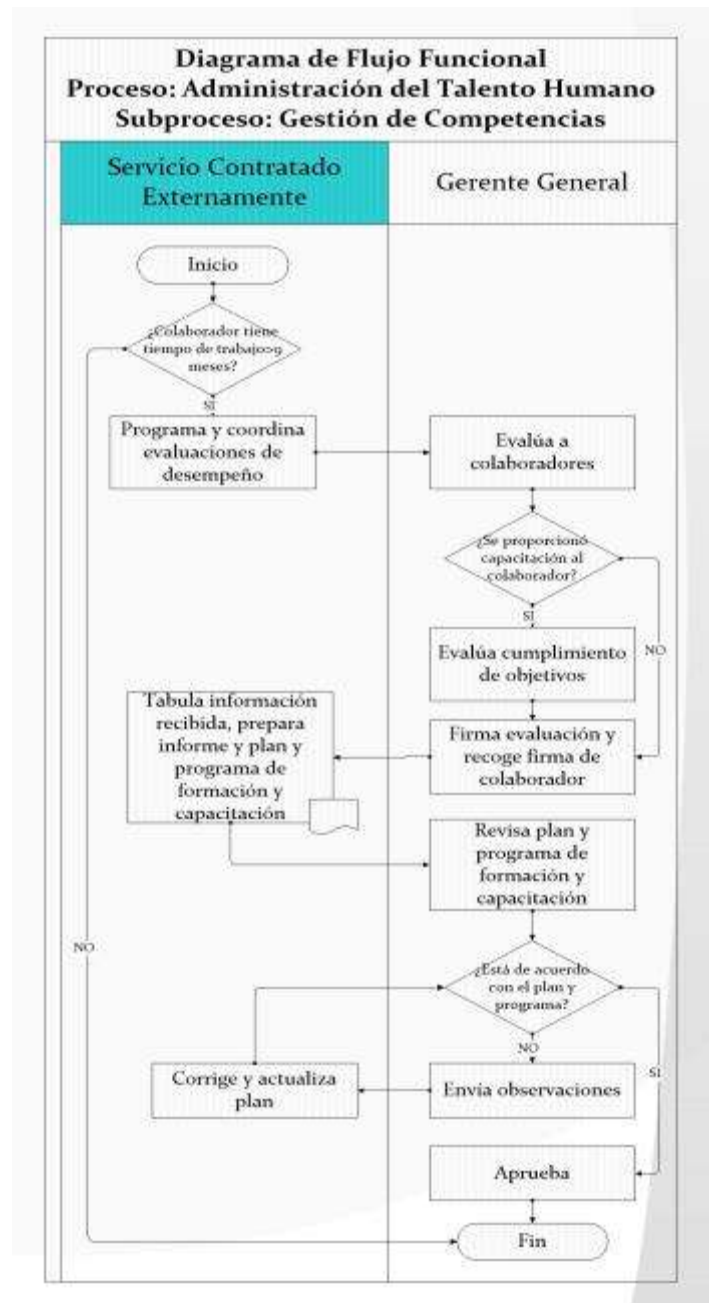 Diagrama de Flujo Funcional
Proceso: Administración del Talento Humano
Subproceso: Gestión de Competencias
Servicio Contratado
Externamente
Gerente General
Inicio
¿Colaborador tiene
tiempo de trabajo>9
meses?
SI
Programa y coordina
evaluaciones de
desempeño
Evalúa a
colaboradores
¿Se proporcionó
capacitación al
colaborador?
SI
NO
Evalúa cumplimiento
de objetivos
Tabula información
recibida, prepara
informe y plan y
programa de
formación y
capacitación
Firma evaluación y
recoge firma de
colaborador
Revisa plan y
programa de
formación y
capacitación
NO
¿Está de acuerdo
con el plan y
programa?
NO
SI
Corrige y actualiza
plan
Envía observaciones
Aprueba
Fin